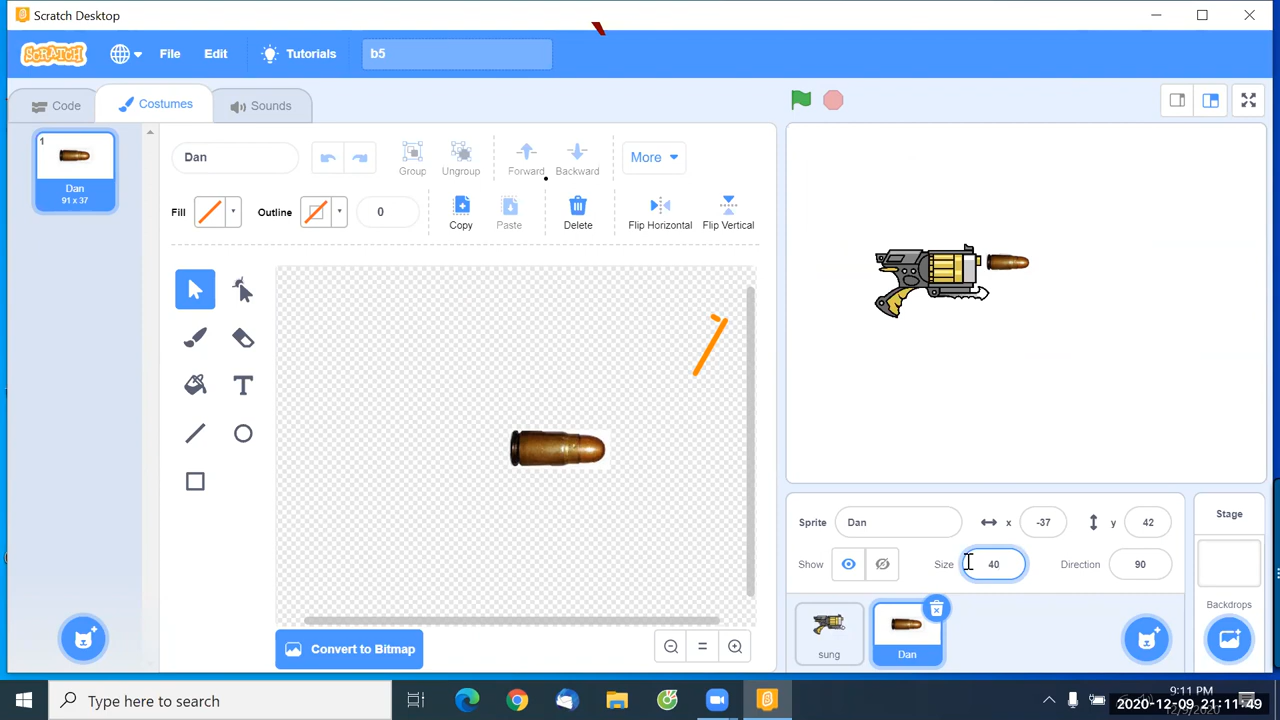 Scratch Desktop
SCRATCH
File
Edit
Tutorials
b5
Code
Costumes
Sounds
1
Dan
91 x 37
Dan
Group
Ungroup
Forward
Backward
More
Fill
Outline
0
Copy
Paste
Delete
Flip Horizontal
Flip Vertical
Convert to Bitmap
Sprite
Dan
x
-37
y
42
Show
Size
40
Direction
90
sung
Dan
Stage
Backdrops
Type here to search
9:11 PM
2020-12-09 21:11:49